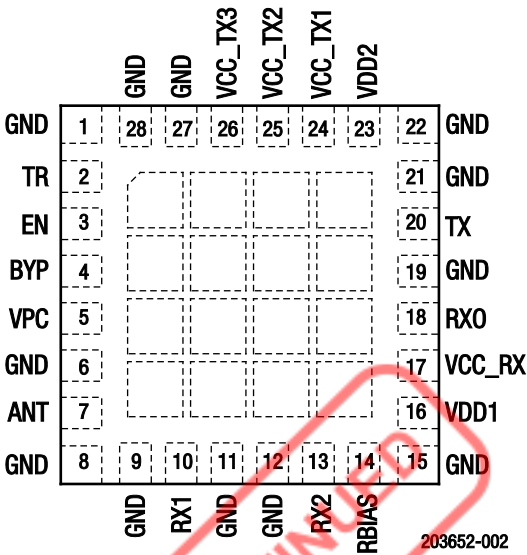 GND GND VCC_TX3 VCC_TX2 VCC_TX1 VDD2
GND 1 28 27 26 25 24 23 22 GND
TR 2 21 GND
EN 3 20 TX
BYP 4 19 GND
VPC 5 18 RXO
GND 6 17 VCC_RX
ANT 7 16 VDD1
GND 8 9 10 11 12 13 14 15 GND
GND RX1 GND GND RX2 RBIAS
203652-002